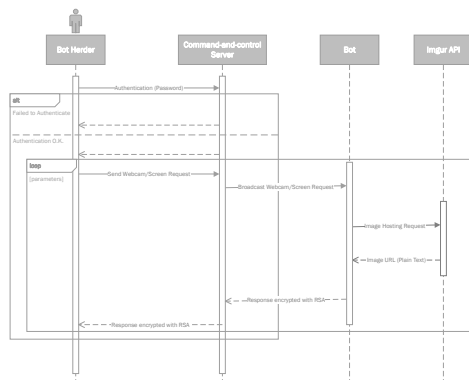 Bot Herder
Command-and-control
Server
Bot
Imgur API
Authentication (Password)
alt
Failed to Authenticate
Authentication O.K.
loop
[parameters]
Send Webcam/Screen Request
Broadcast Webcam/Screen Request
Image Hosting Request
Image URL (Plain Text)
Response encrypted with RSA
Response encrypted with RSA